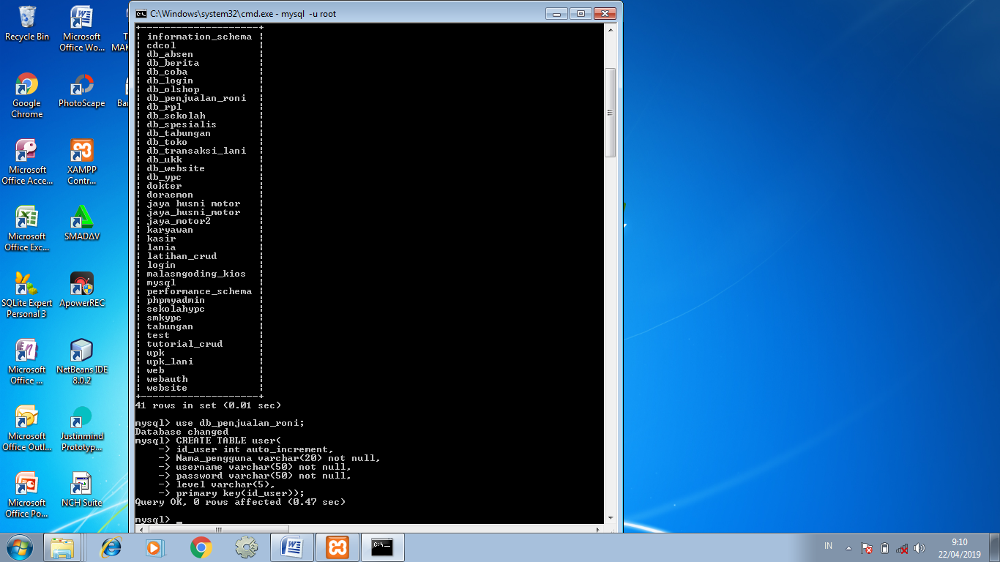 C:\Windows\system32\cmd.exe - mysql -u root
Recycle Bin
Microsoft
Office Wo...
Google
Chrome
PhotoScape
Microsoft
Office Acce...
XAMPP
Contr...
Microsoft
Office Exc...
SMADΔV
SQLite Expert
Personal 3
ApowerREC
Microsoft
Office ...
NetBeans IDE
8.0.2
Microsoft
Office Outl...
Justinmind
Prototyp...
Microsoft
Office Po...
NCH Suite
+--------------------+
| information_schema |
| cdcol |
| db_absen |
| db_berita |
| db_coba |
| db_login |
| db_olshop |
| db_penjualan_roni |
| db_rpl |
| db_sekolah |
| db_spesialis |
| db_tabungan |
| db_toko |
| db_transaksi_lani |
| db_ukk |
| db_website |
| db_ypc |
| dokter |
| doraemon |
| jaya husni motor |
| jaya_husni_motor |
| jaya_motor2 |
| karyawan |
| kasir |
| lania |
| latihan_crud |
| login |
| malasngoding_kios |
| mysql |
| performance_schema |
| phpmyadmin |
| sekolahypc |
| smkypc |
| tabungan |
| test |
| tutorial_crud |
| upk |
| upk_lani |
| web |
| webauth |
| website |
+--------------------+
41 rows in set (0.01 sec)
mysql> use db_penjualan_roni;
Database changed
mysql> CREATE TABLE user(
-> id_user int auto_increment,
-> Nama_pengguna varchar(20) not null,
-> username varchar(50) not null,
-> password varchar(50) not null,
-> level varchar(5),
-> primary key(id_user));
Query OK, 0 rows affected (0.47 sec)
mysql> _
IN
9:10
22/04/2019